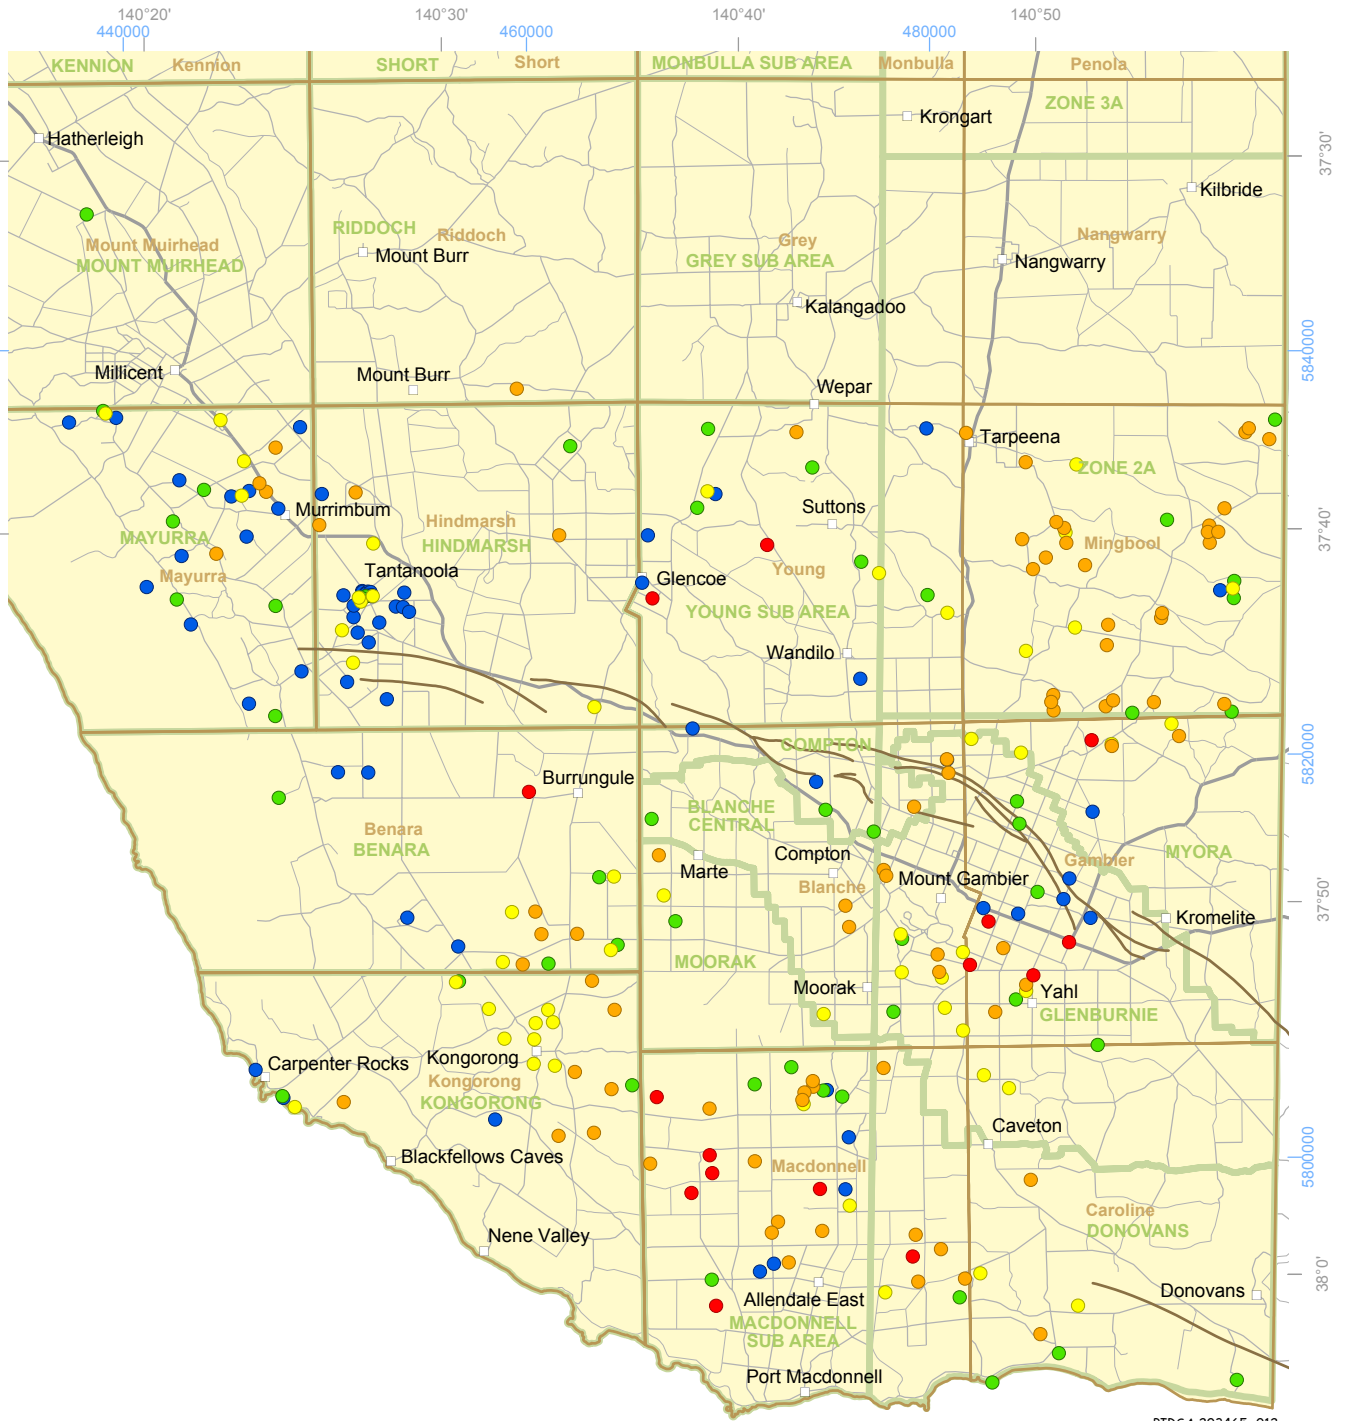 140°20'
140°30'
140°40'
140°50'
440000
460000
480000
KENNION
Kennion
SHORT
Short
MONBULLA SUB AREA
Monbulla
Penola
ZONE 3A
Krongart
Hatherleigh
37°30'
Kilbride
RIDDOCH
Riddoch
Mount Muirhead
MOUNT MUIRHEAD
Mount Burr
Grey
GREY SUB AREA
Nangwarry
Nangwarry
Kalangadoo
5840000
Millicent
Mount Burr
Wepar
Tarpeena
ZONE 2A
Murrimbum
Suttons
Hindmarsh
HINDMARSH
MAYURRA
Mayurra
37°40'
Mingbool
Tantanoola
Glencoe
Young
YOUNG SUB AREA
Wandilo
COMPTON
5820000
Burrungule
BLANCHE
CENTRAL
Benara
BENARA
Compton
Marte
Gambier
MYORA
Mount Gambier
Blanche
37°50'
Kromelite
MOORAK
Moorak
Yahl
GLENBURNIE
Carpenter Rocks
Kongorong
Kongorong
KONGORONG
Caveton
Blackfellows Caves
Macdonnell
5800000
Caroline
DONOVANS
Nene Valley
38°0'
Allendale East
Donovans
MACDONNELL
SUB AREA
Port Macdonnell